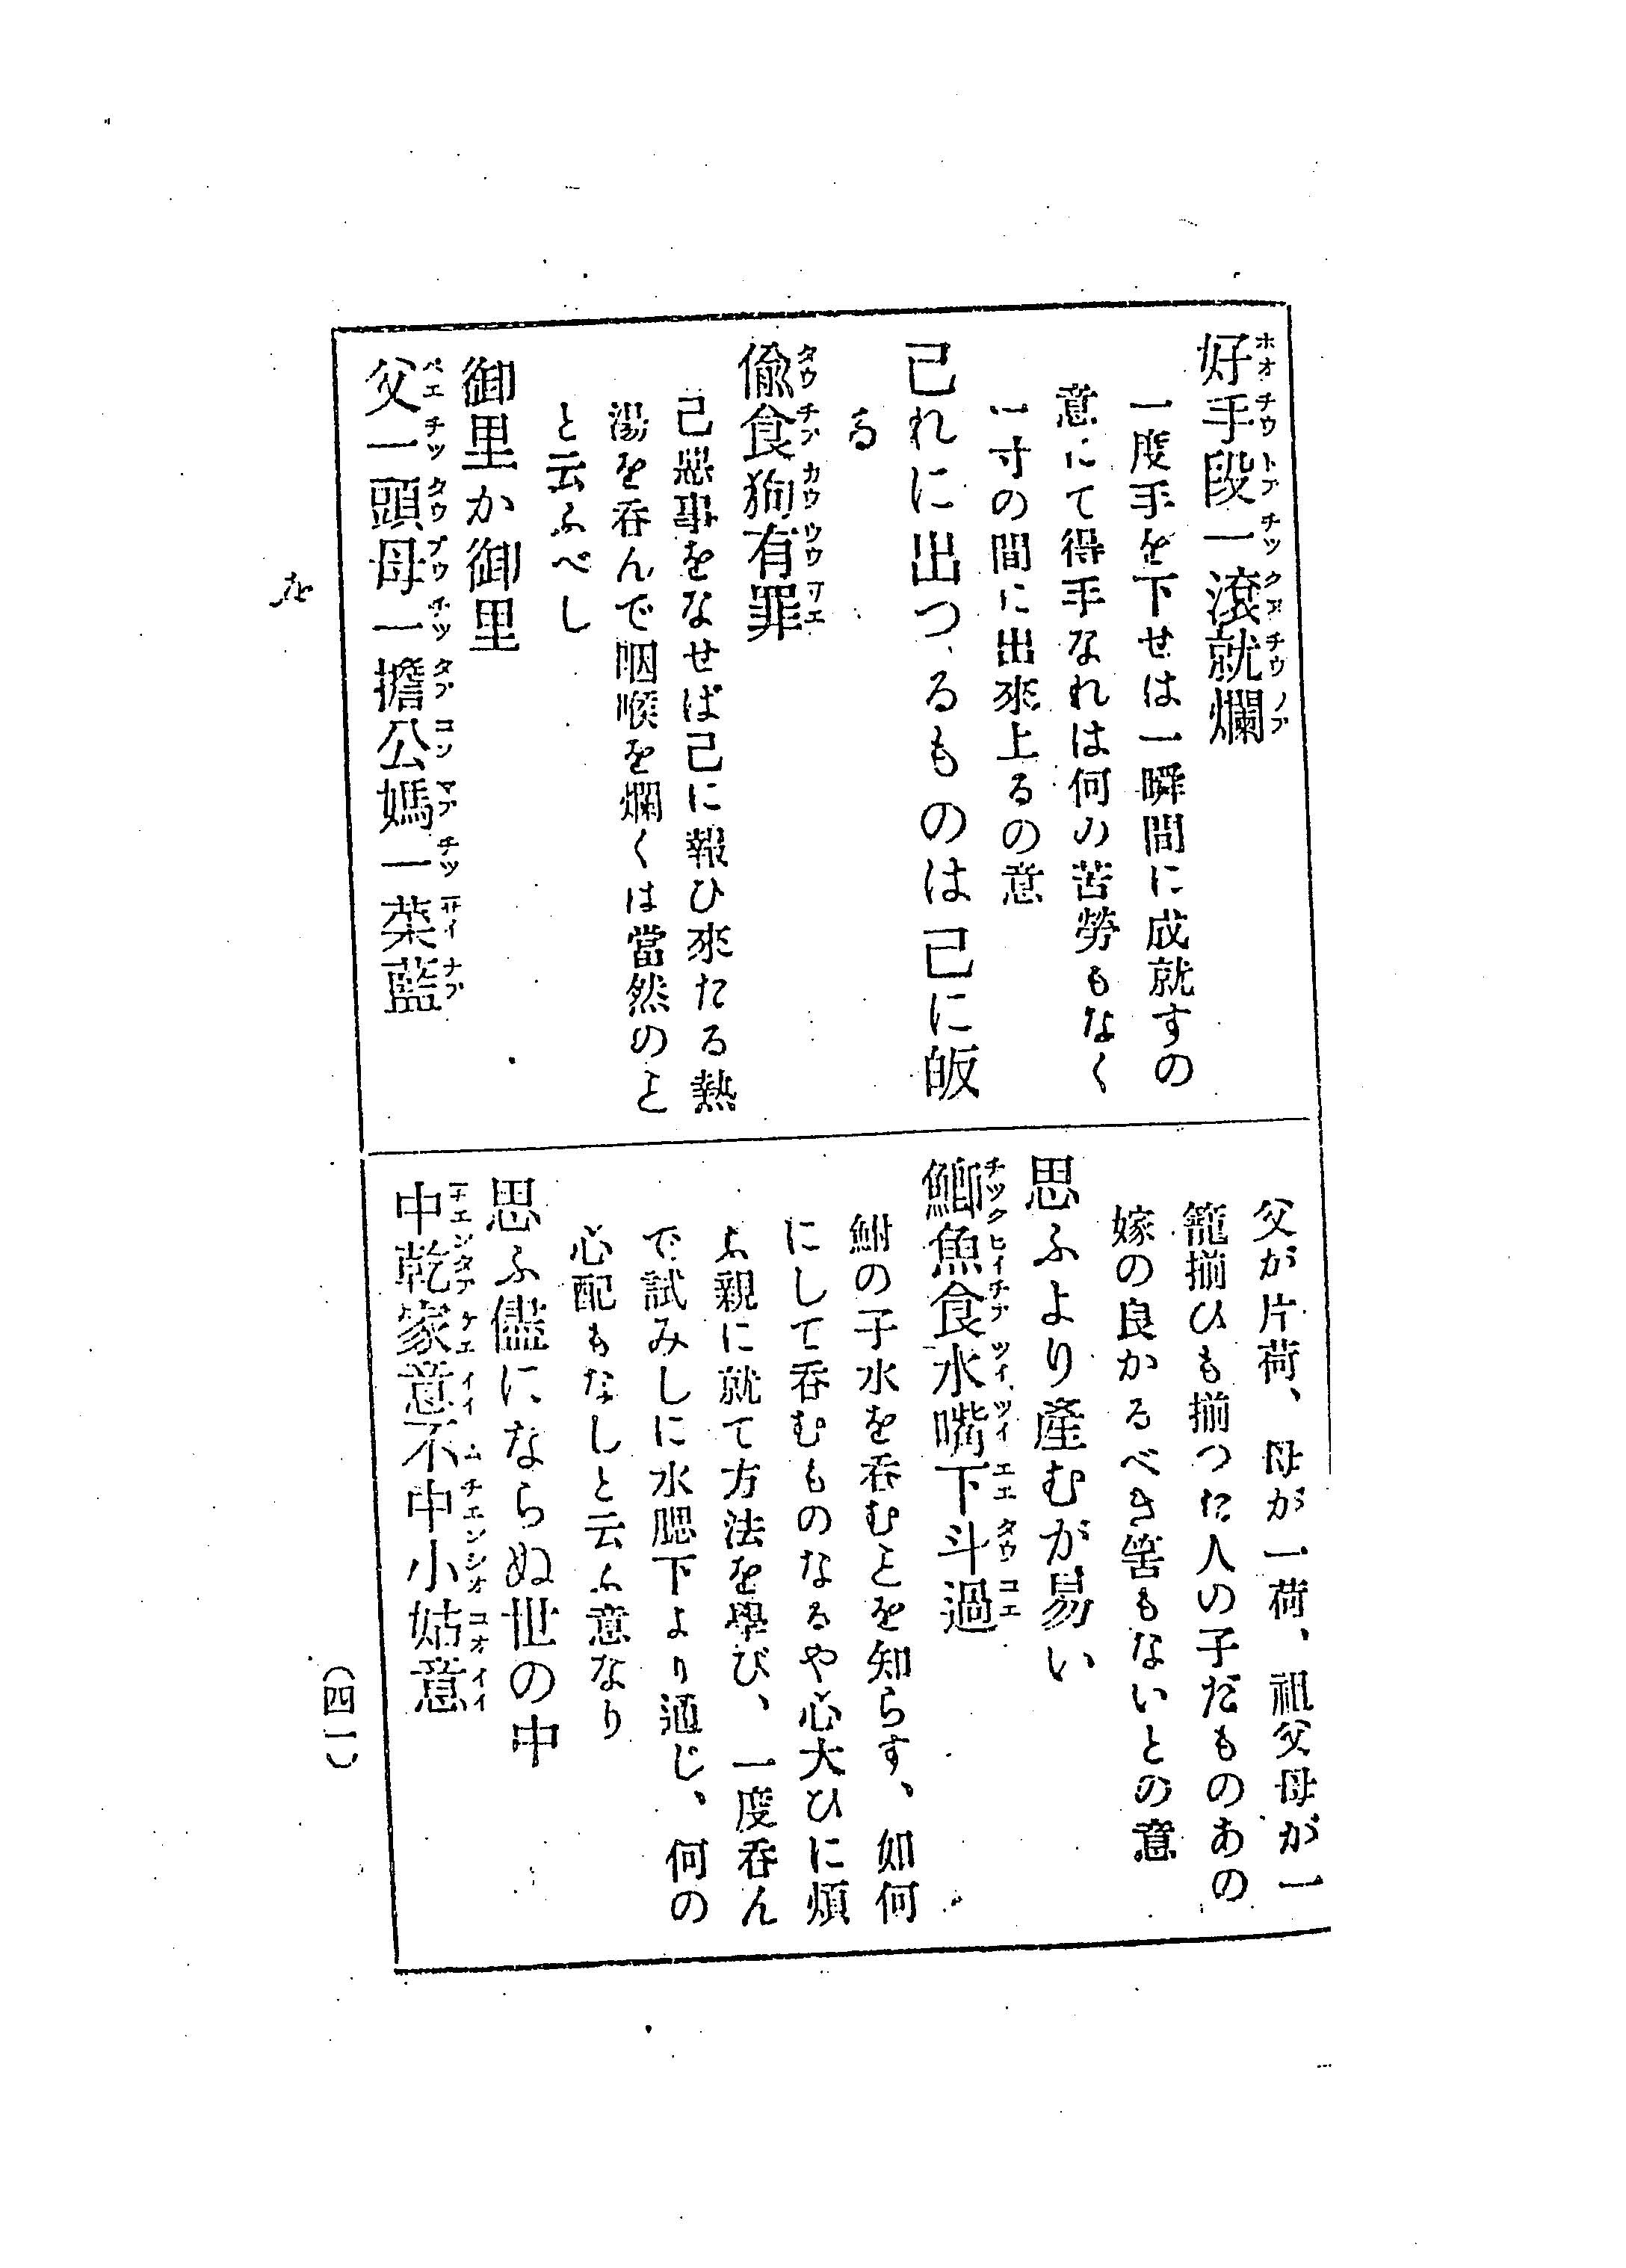 好手段一滾就爛
一度手を下せは一瞬間に成就すの
意にて得手なれは何の苦勞もなく
一寸の間に出來上るの意
己れに出つるものは己に皈
る
偸食狗有罪
己惡事をなせば己に報ひ來たる熱
湯を呑んで咽喉を爛くは當然のこと
と云ふべし
御里か御里
父一頭母一擔公媽一菜藍
父が片荷、母が一荷、祖父母が一
籠揃ひも揃つた人の子だものあの
嫁の良かるべき筈もないとの意
思ふより產むが易い
鯽魚食水嘴下斗過
鮒の子水を呑むことを知らす、如何
にして呑むものなるや心大ひに煩
ふ親に就て方法を學び、一度呑ん
で試みしに水腮下より通じ、何の
心配もなしと云ふ意なり
思ふ儘にならぬ世の中
中乾家意不中小姑意
(四一)
を